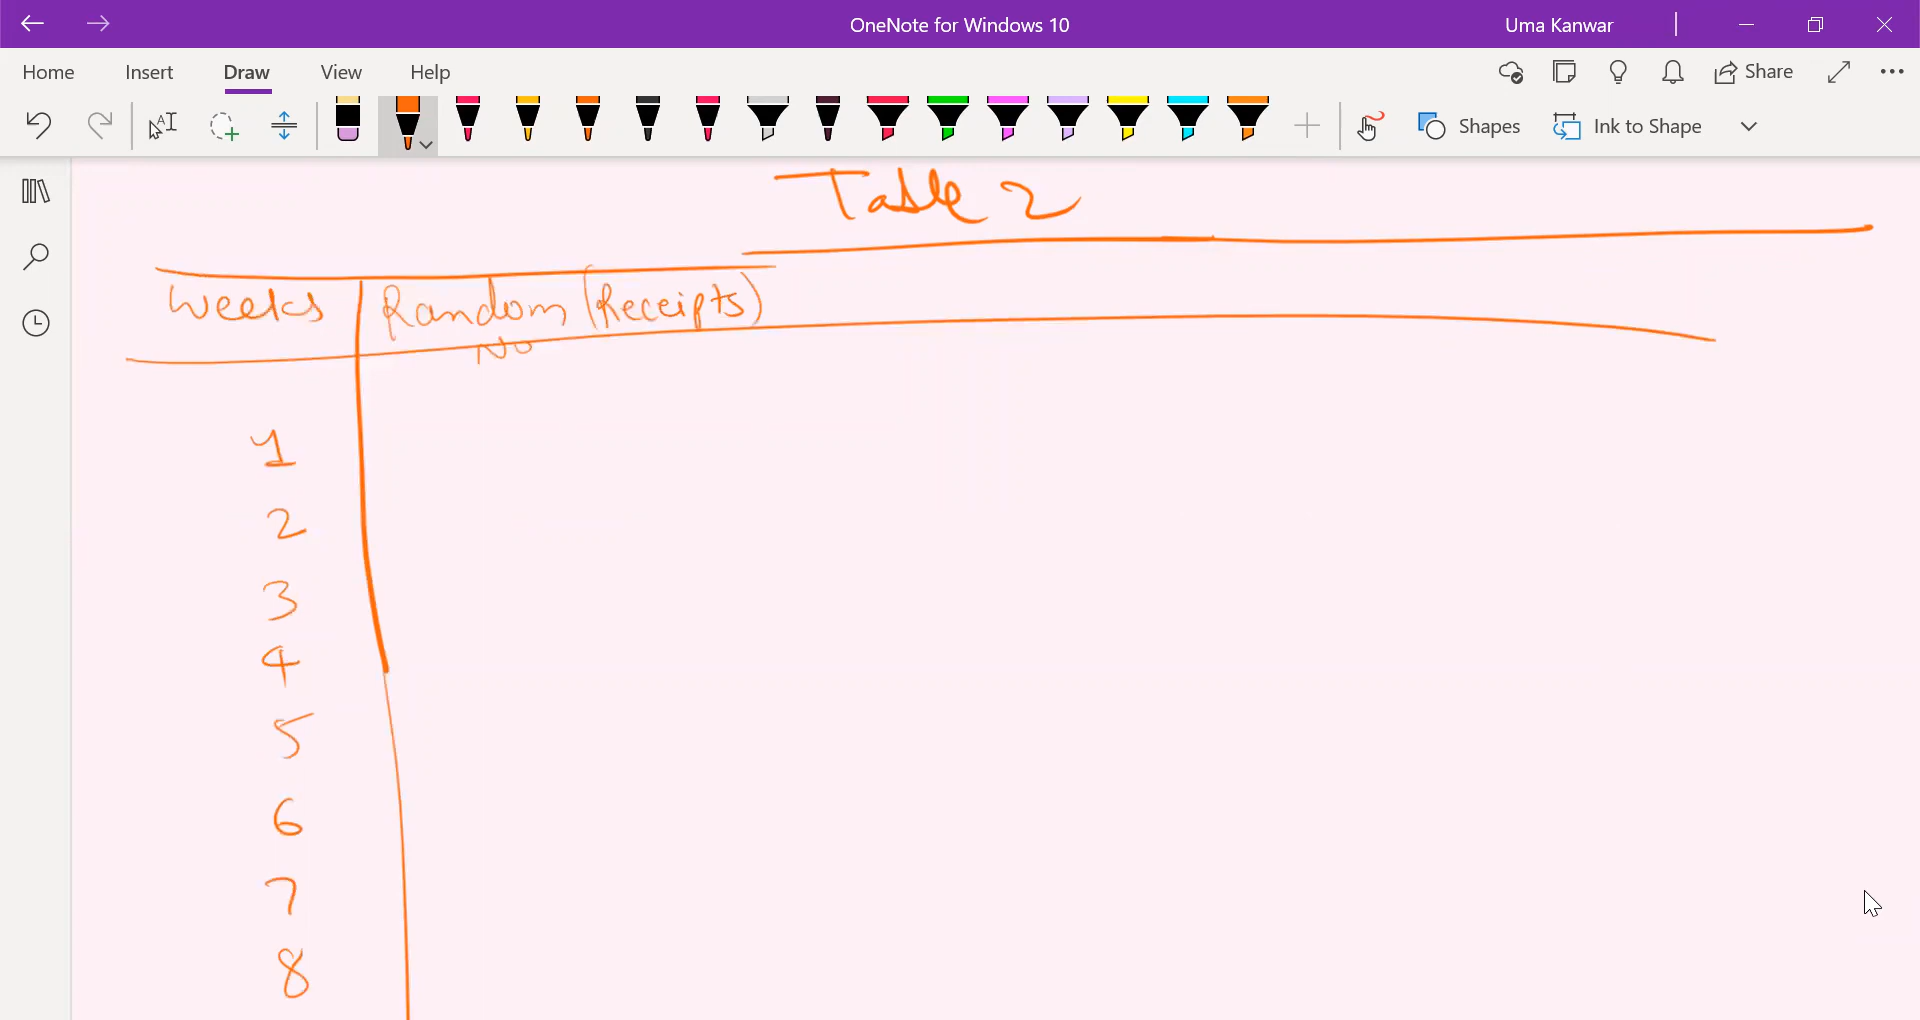 OneNote for Windows 10
Uma Kanwar
Home Insert Draw View Help
Share
Shapes Ink to Shape
Table 2
Weeks Random (Receipts)
No
1
2
3
4
5
6
7
8